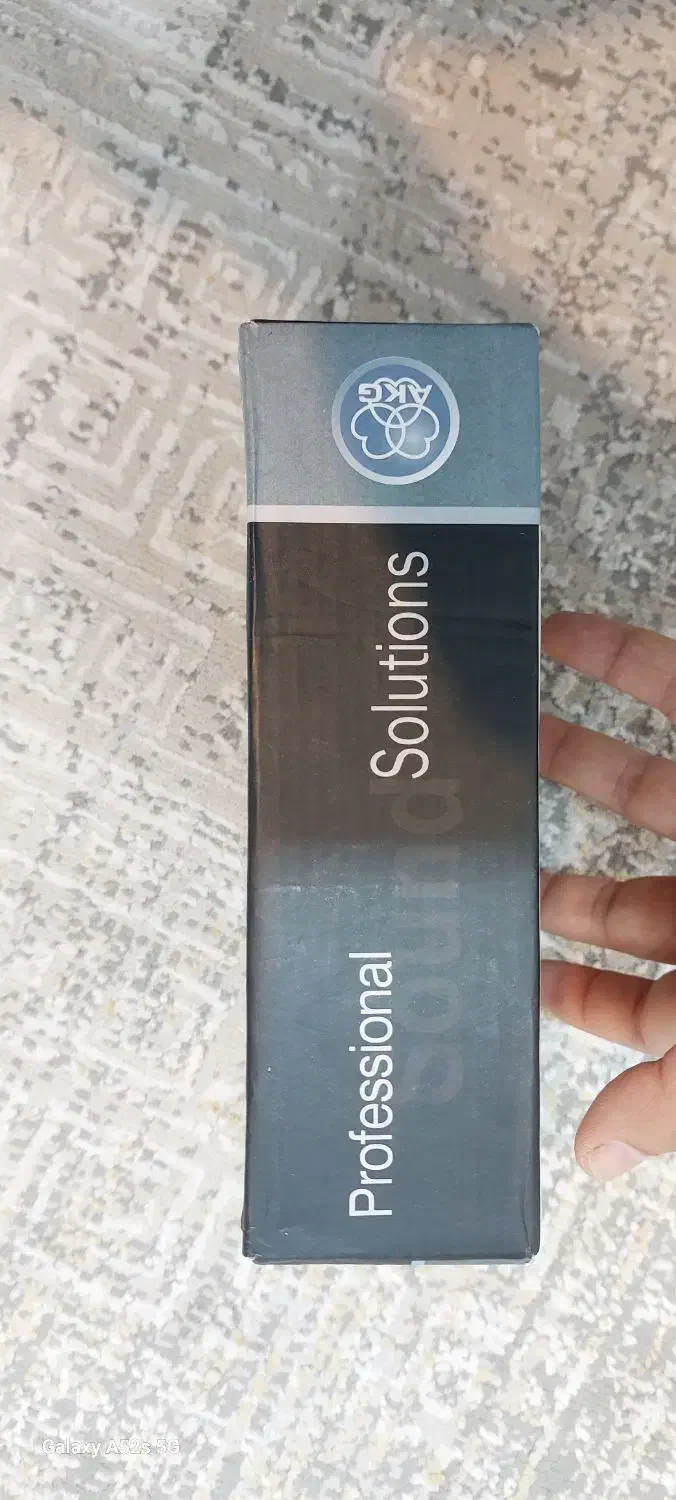 AKG
Professional Solutions
sound
Galaxy A52s 5G